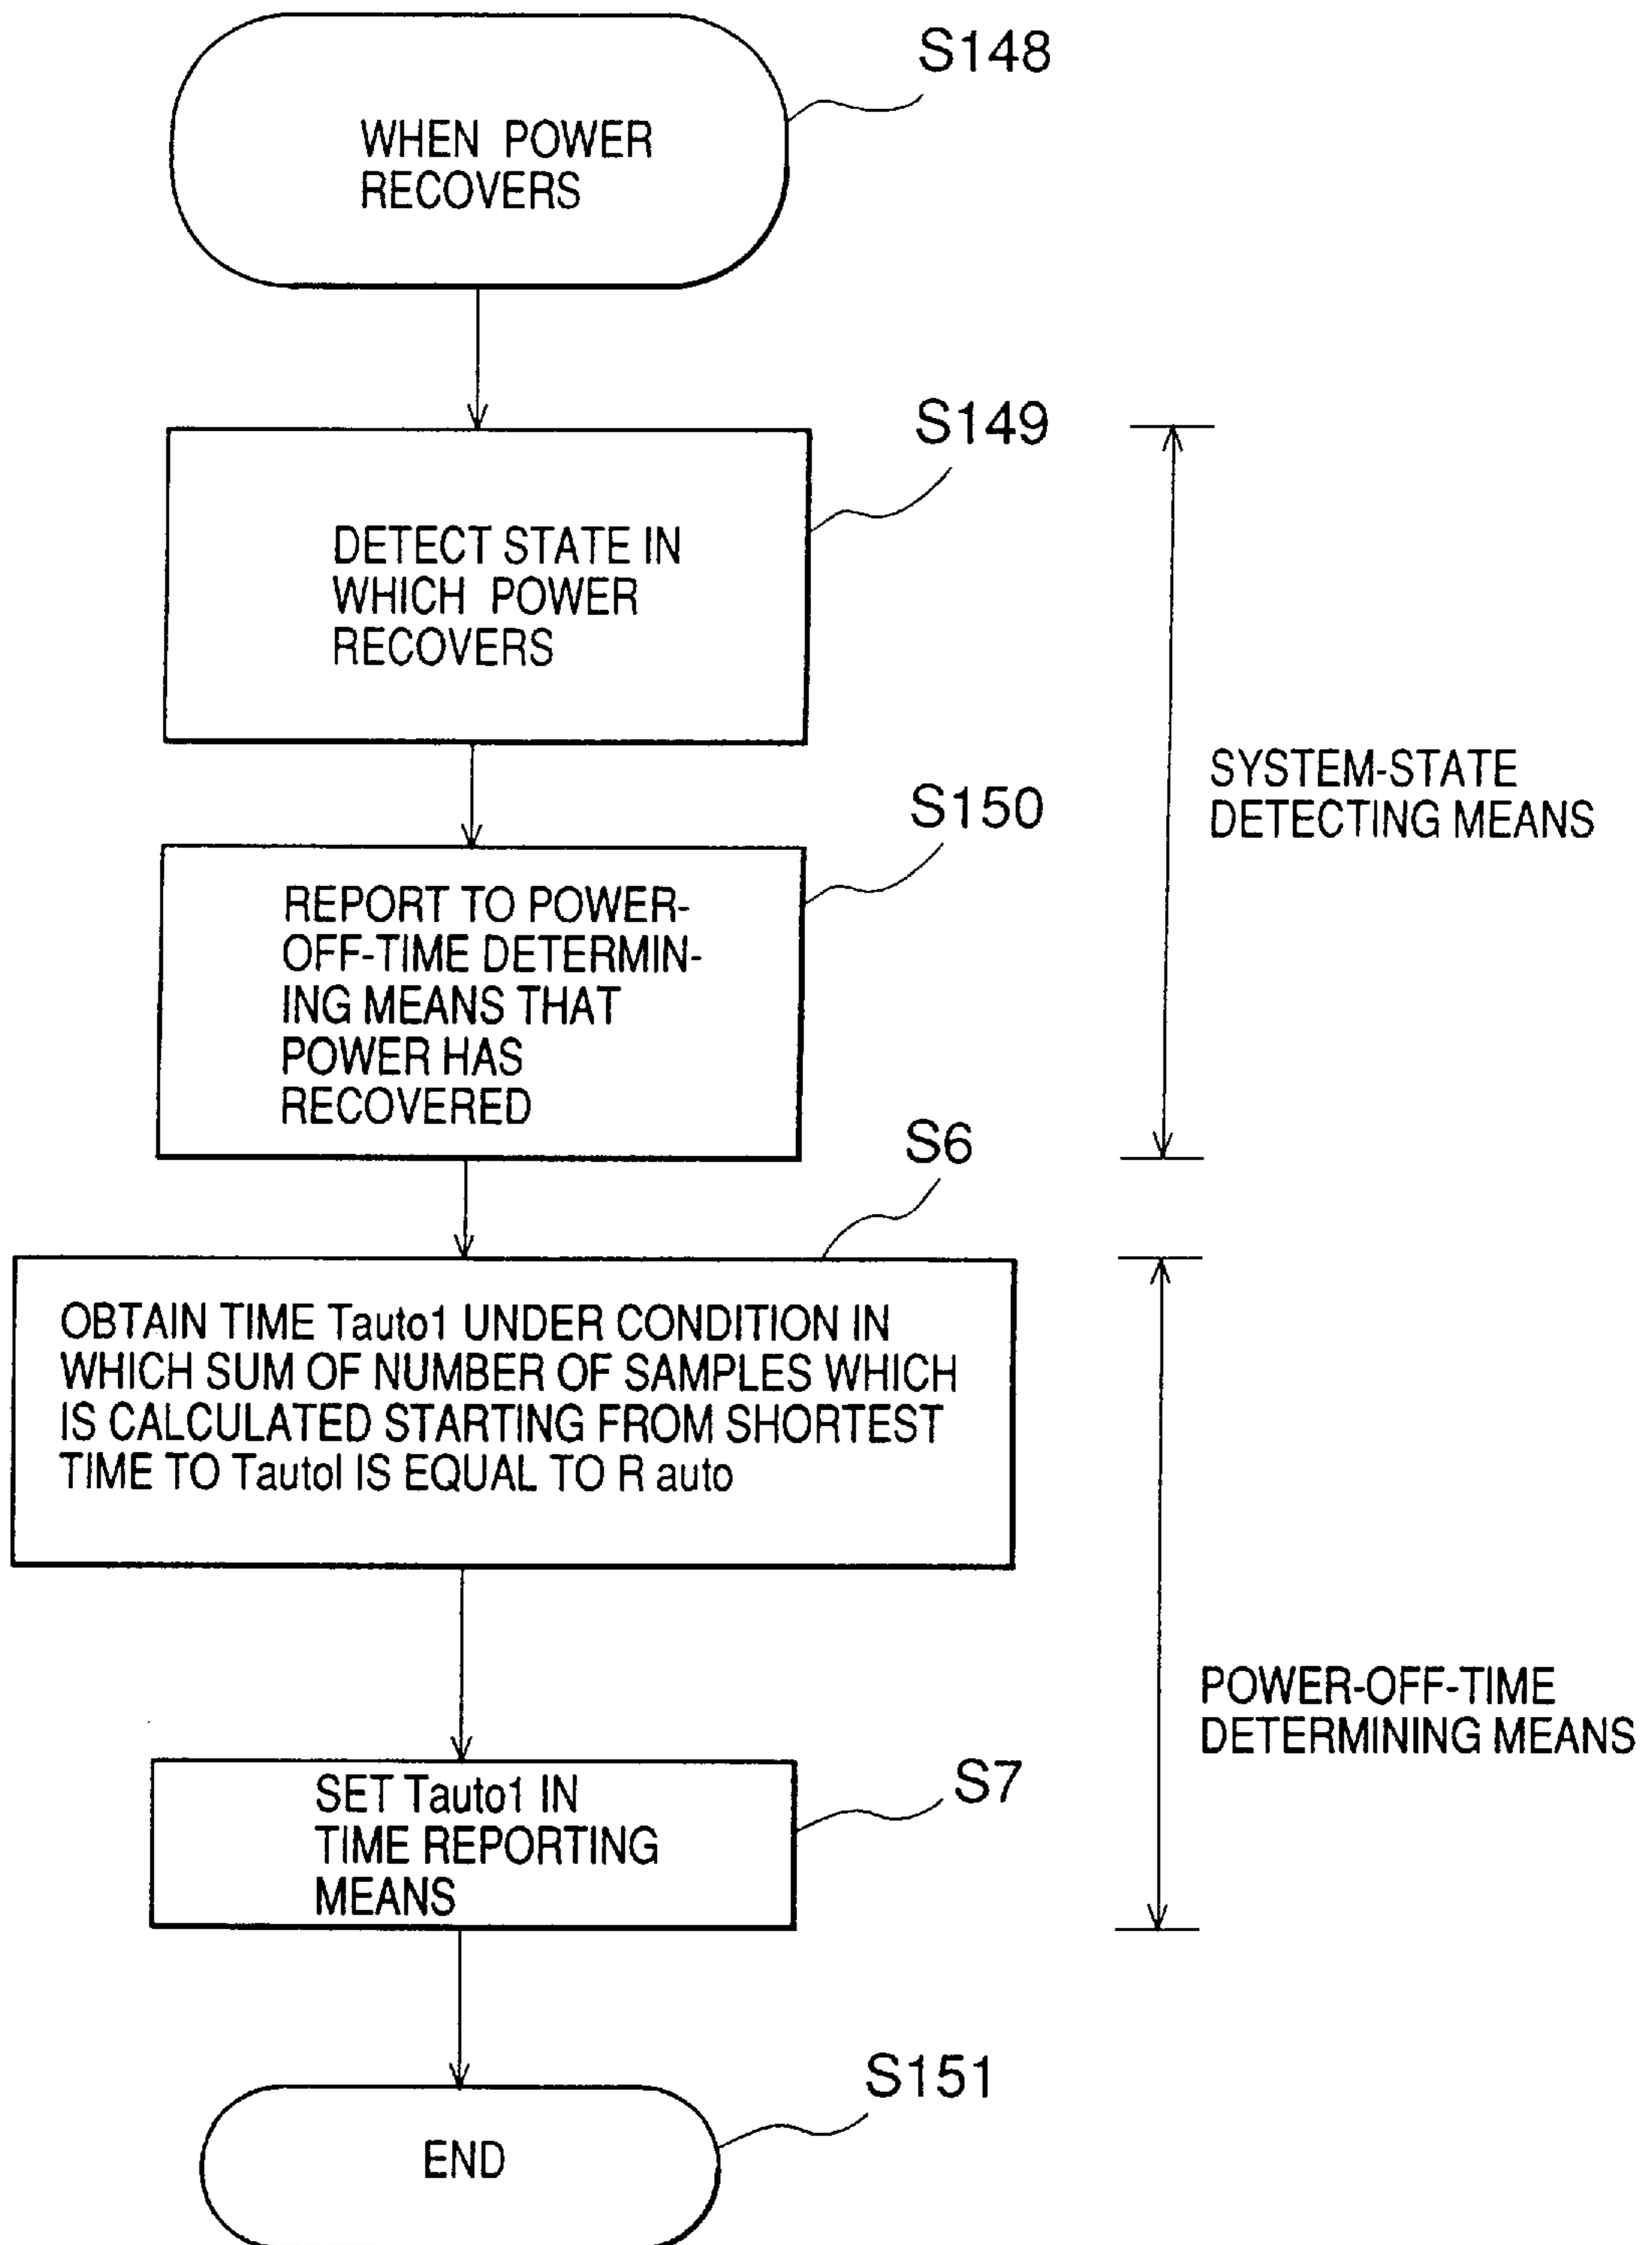 S148
WHEN POWER
RECOVERS
S149
DETECT STATE IN
WHICH POWER
RECOVERS
SYSTEM-STATE
DETECTING MEANS
S150
REPORT TO POWER-
OFF-TIME DETERMIN-
ING MEANS THAT
POWER HAS
RECOVERED
S6
OBTAIN TIME Tauto1 UNDER CONDITION IN
WHICH SUM OF NUMBER OF SAMPLES WHICH
IS CALCULATED STARTING FROM SHORTEST
TIME TO Tautol IS EQUAL TO R auto
POWER-OFF-TIME
DETERMINING MEANS
S7
SET Tauto1 IN
TIME REPORTING
MEANS
S151
END